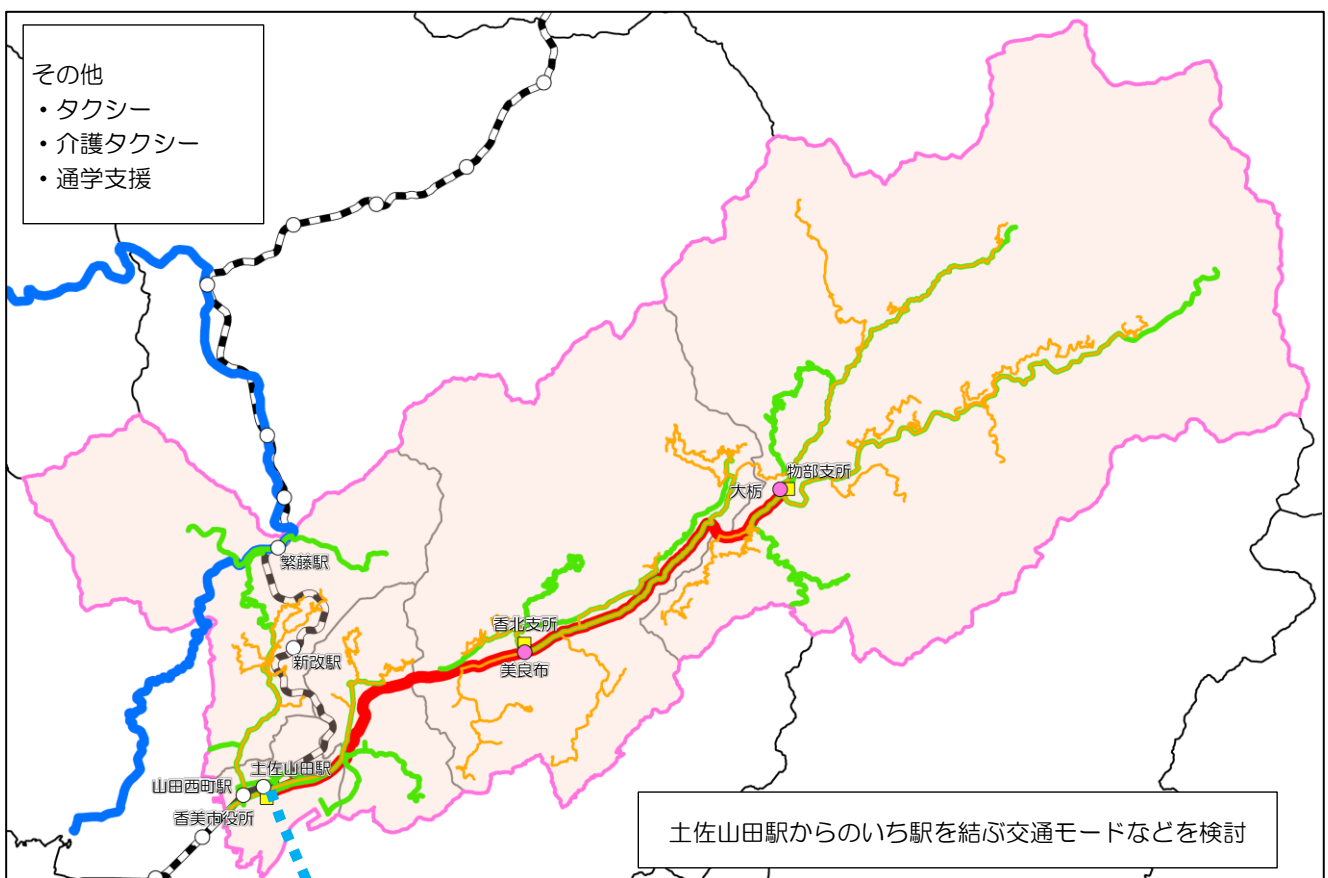 その他
・タクシー
・介護タクシー
・通学支援
物部支所
大栃
繁藤駅
香北支所
美良布
新改駅
土佐山田駅
山田西町駅
香美市役所
土佐山田駅からのいち駅を結ぶ交通モードなどを検討